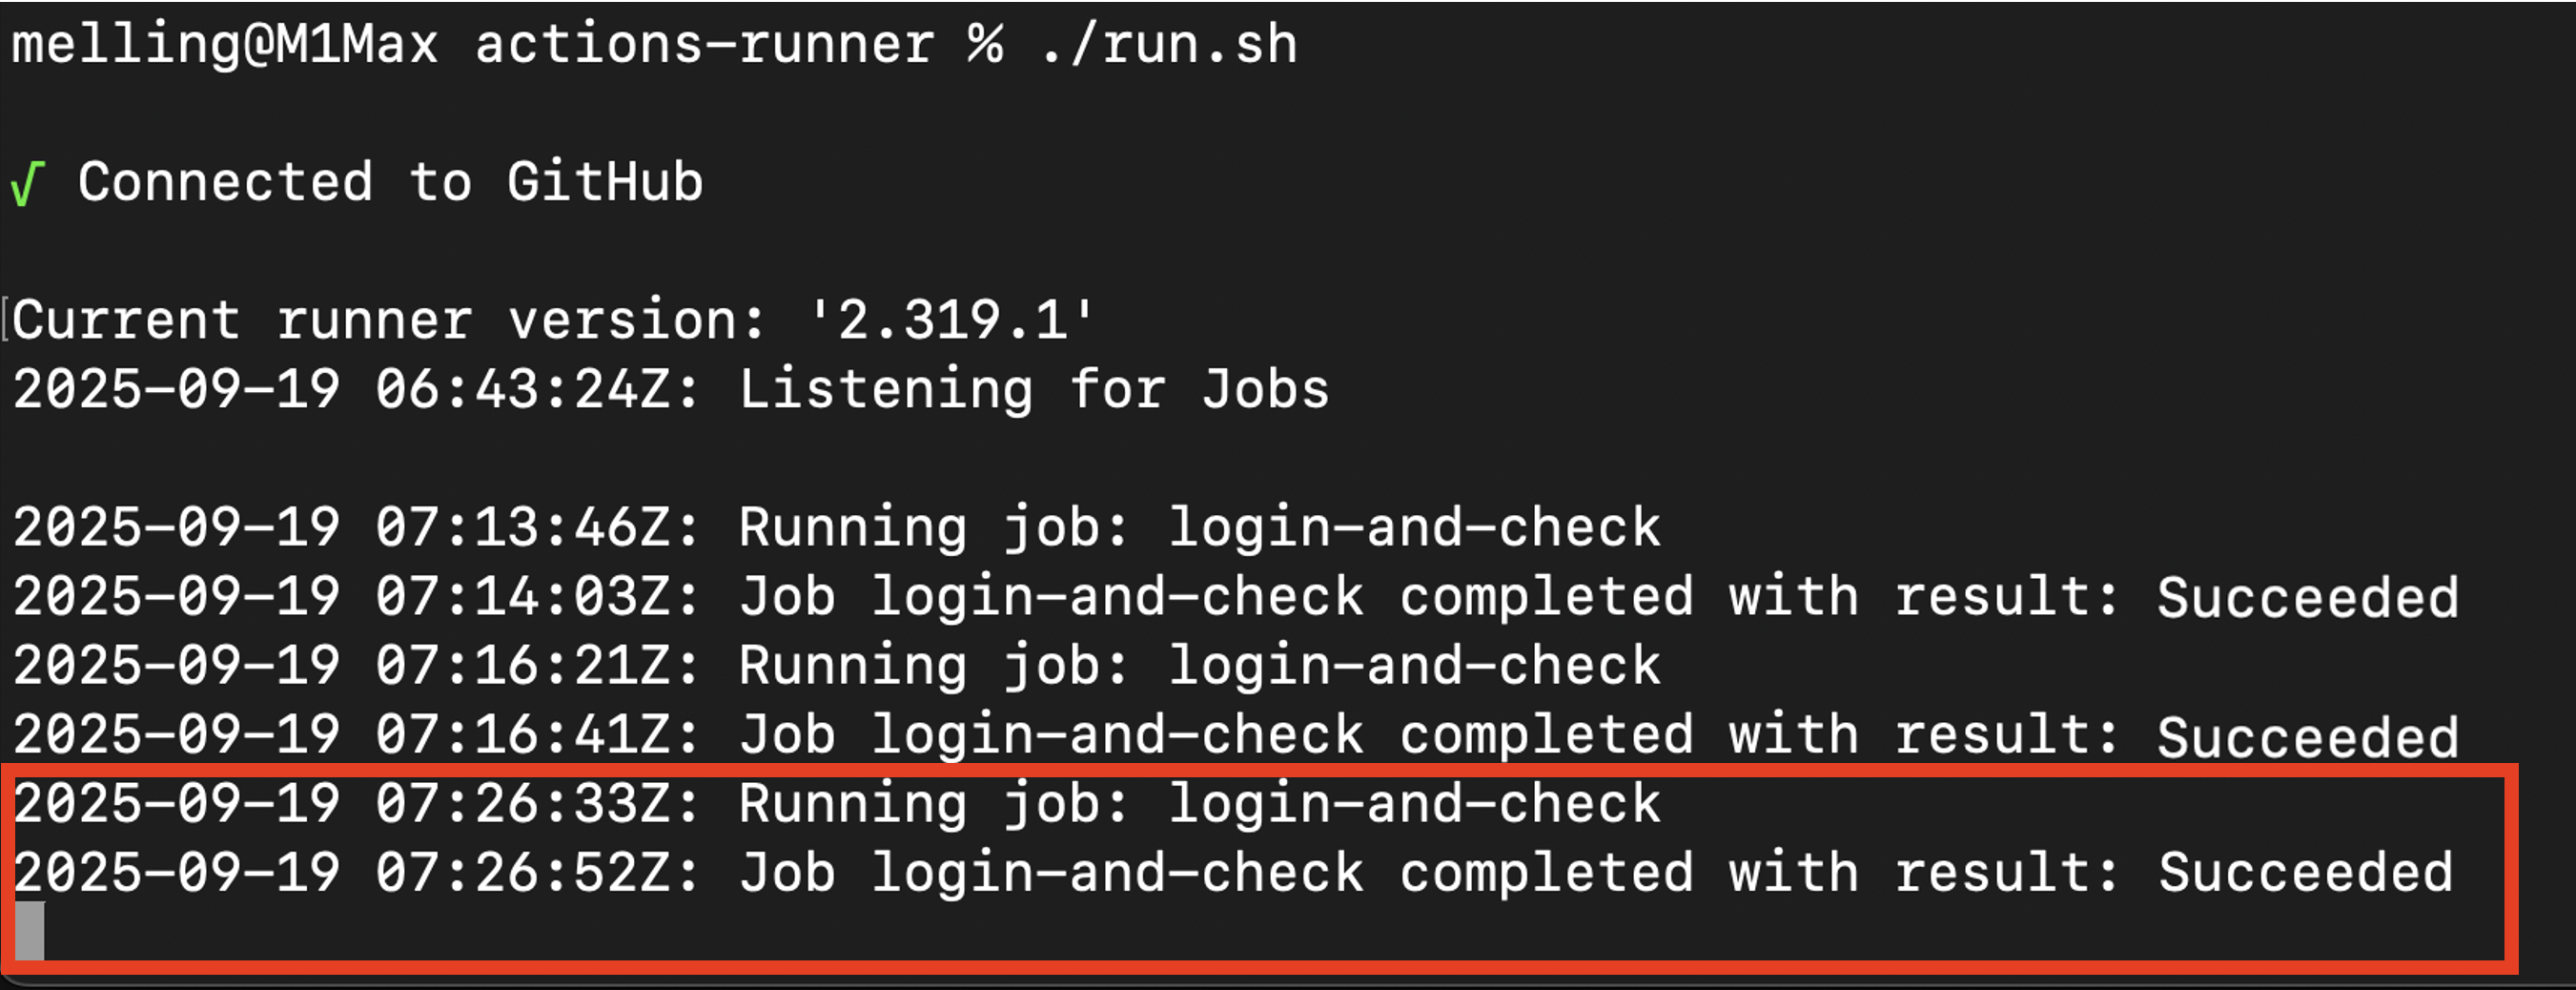 melling@M1Max actions-runner % ./run.sh
√ Connected to GitHub
[Current runner version: '2.319.1'
2025-09-19 06:43:24Z: Listening for Jobs
2025-09-19 07:13:46Z: Running job: login-and-check
2025-09-19 07:14:03Z: Job login-and-check completed with result: Succeeded
2025-09-19 07:16:21Z: Running job: login-and-check
2025-09-19 07:16:41Z: Job login-and-check completed with result: Succeeded
2025-09-19 07:26:33Z: Running job: login-and-check
2025-09-19 07:26:52Z: Job login-and-check completed with result: Succeeded